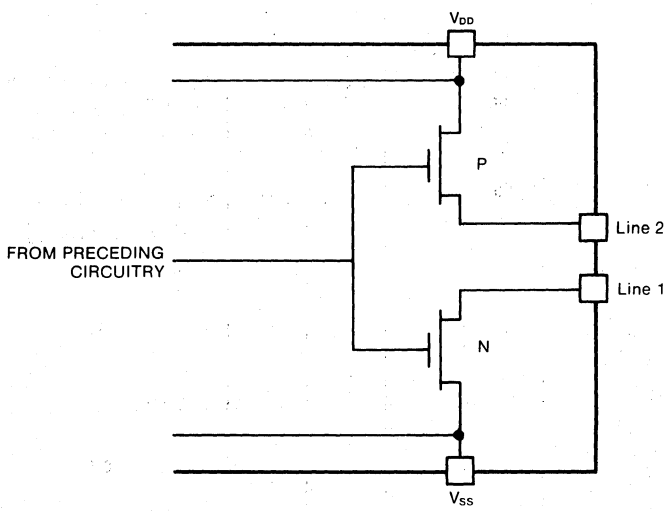 VDD
P
Line 2
FROM PRECEDING
CIRCUITRY
Line 1
N
VSS